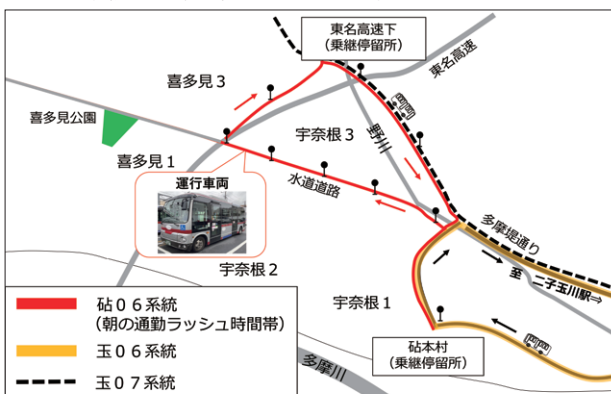 東名高速下
（乗継停留所）
東名高速
喜多見３
喜多見公園
宇奈根３
野川
喜多見１
運行車両
水道道路
多摩堤通り
至 二子玉川駅⇒
宇奈根２
宇奈根１
砧本村
（乗継停留所）
多摩川
砧０６系統
（朝の通勤ラッシュ時間帯）
玉０６系統
玉０７系統